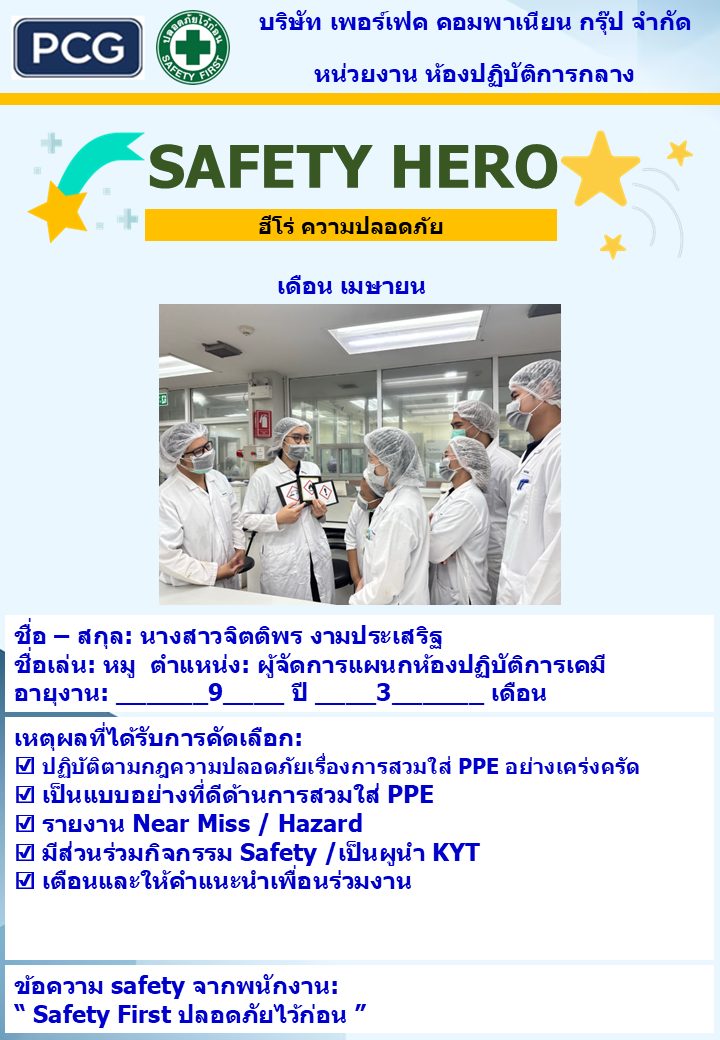 PCG
ปลอดภัยไว้ก่อน
SAFETY FIRST
บริษัท เพอร์เฟค คอมพาเนียน กรุ๊ป จำกัด
หน่วยงาน ห้องปฏิบัติการกลาง
SAFETY HERO
ฮีโร่ ความปลอดภัย
เดือน เมษายน
ชื่อ – สกุล: นางสาวจิตติพร งามประเสริฐ
ชื่อเล่น: หมู ตำแหน่ง: ผู้จัดการแผนกห้องปฏิบัติการเคมี
อายุงาน: ______9____ ปี ____3______ เดือน
เหตุผลที่ได้รับการคัดเลือก:
☑ ปฏิบัติตามกฎความปลอดภัยเรื่องการสวมใส่ PPE อย่างเคร่งครัด
☑ เป็นแบบอย่างที่ดีด้านการสวมใส่ PPE
☑ รายงาน Near Miss / Hazard
☑ มีส่วนร่วมกิจกรรม Safety /เป็นผู้นำ KYT
☑ เตือนและให้คำแนะนำเพื่อนร่วมงาน
ข้อความ safety จากพนักงาน:
“ Safety First ปลอดภัยไว้ก่อน ”